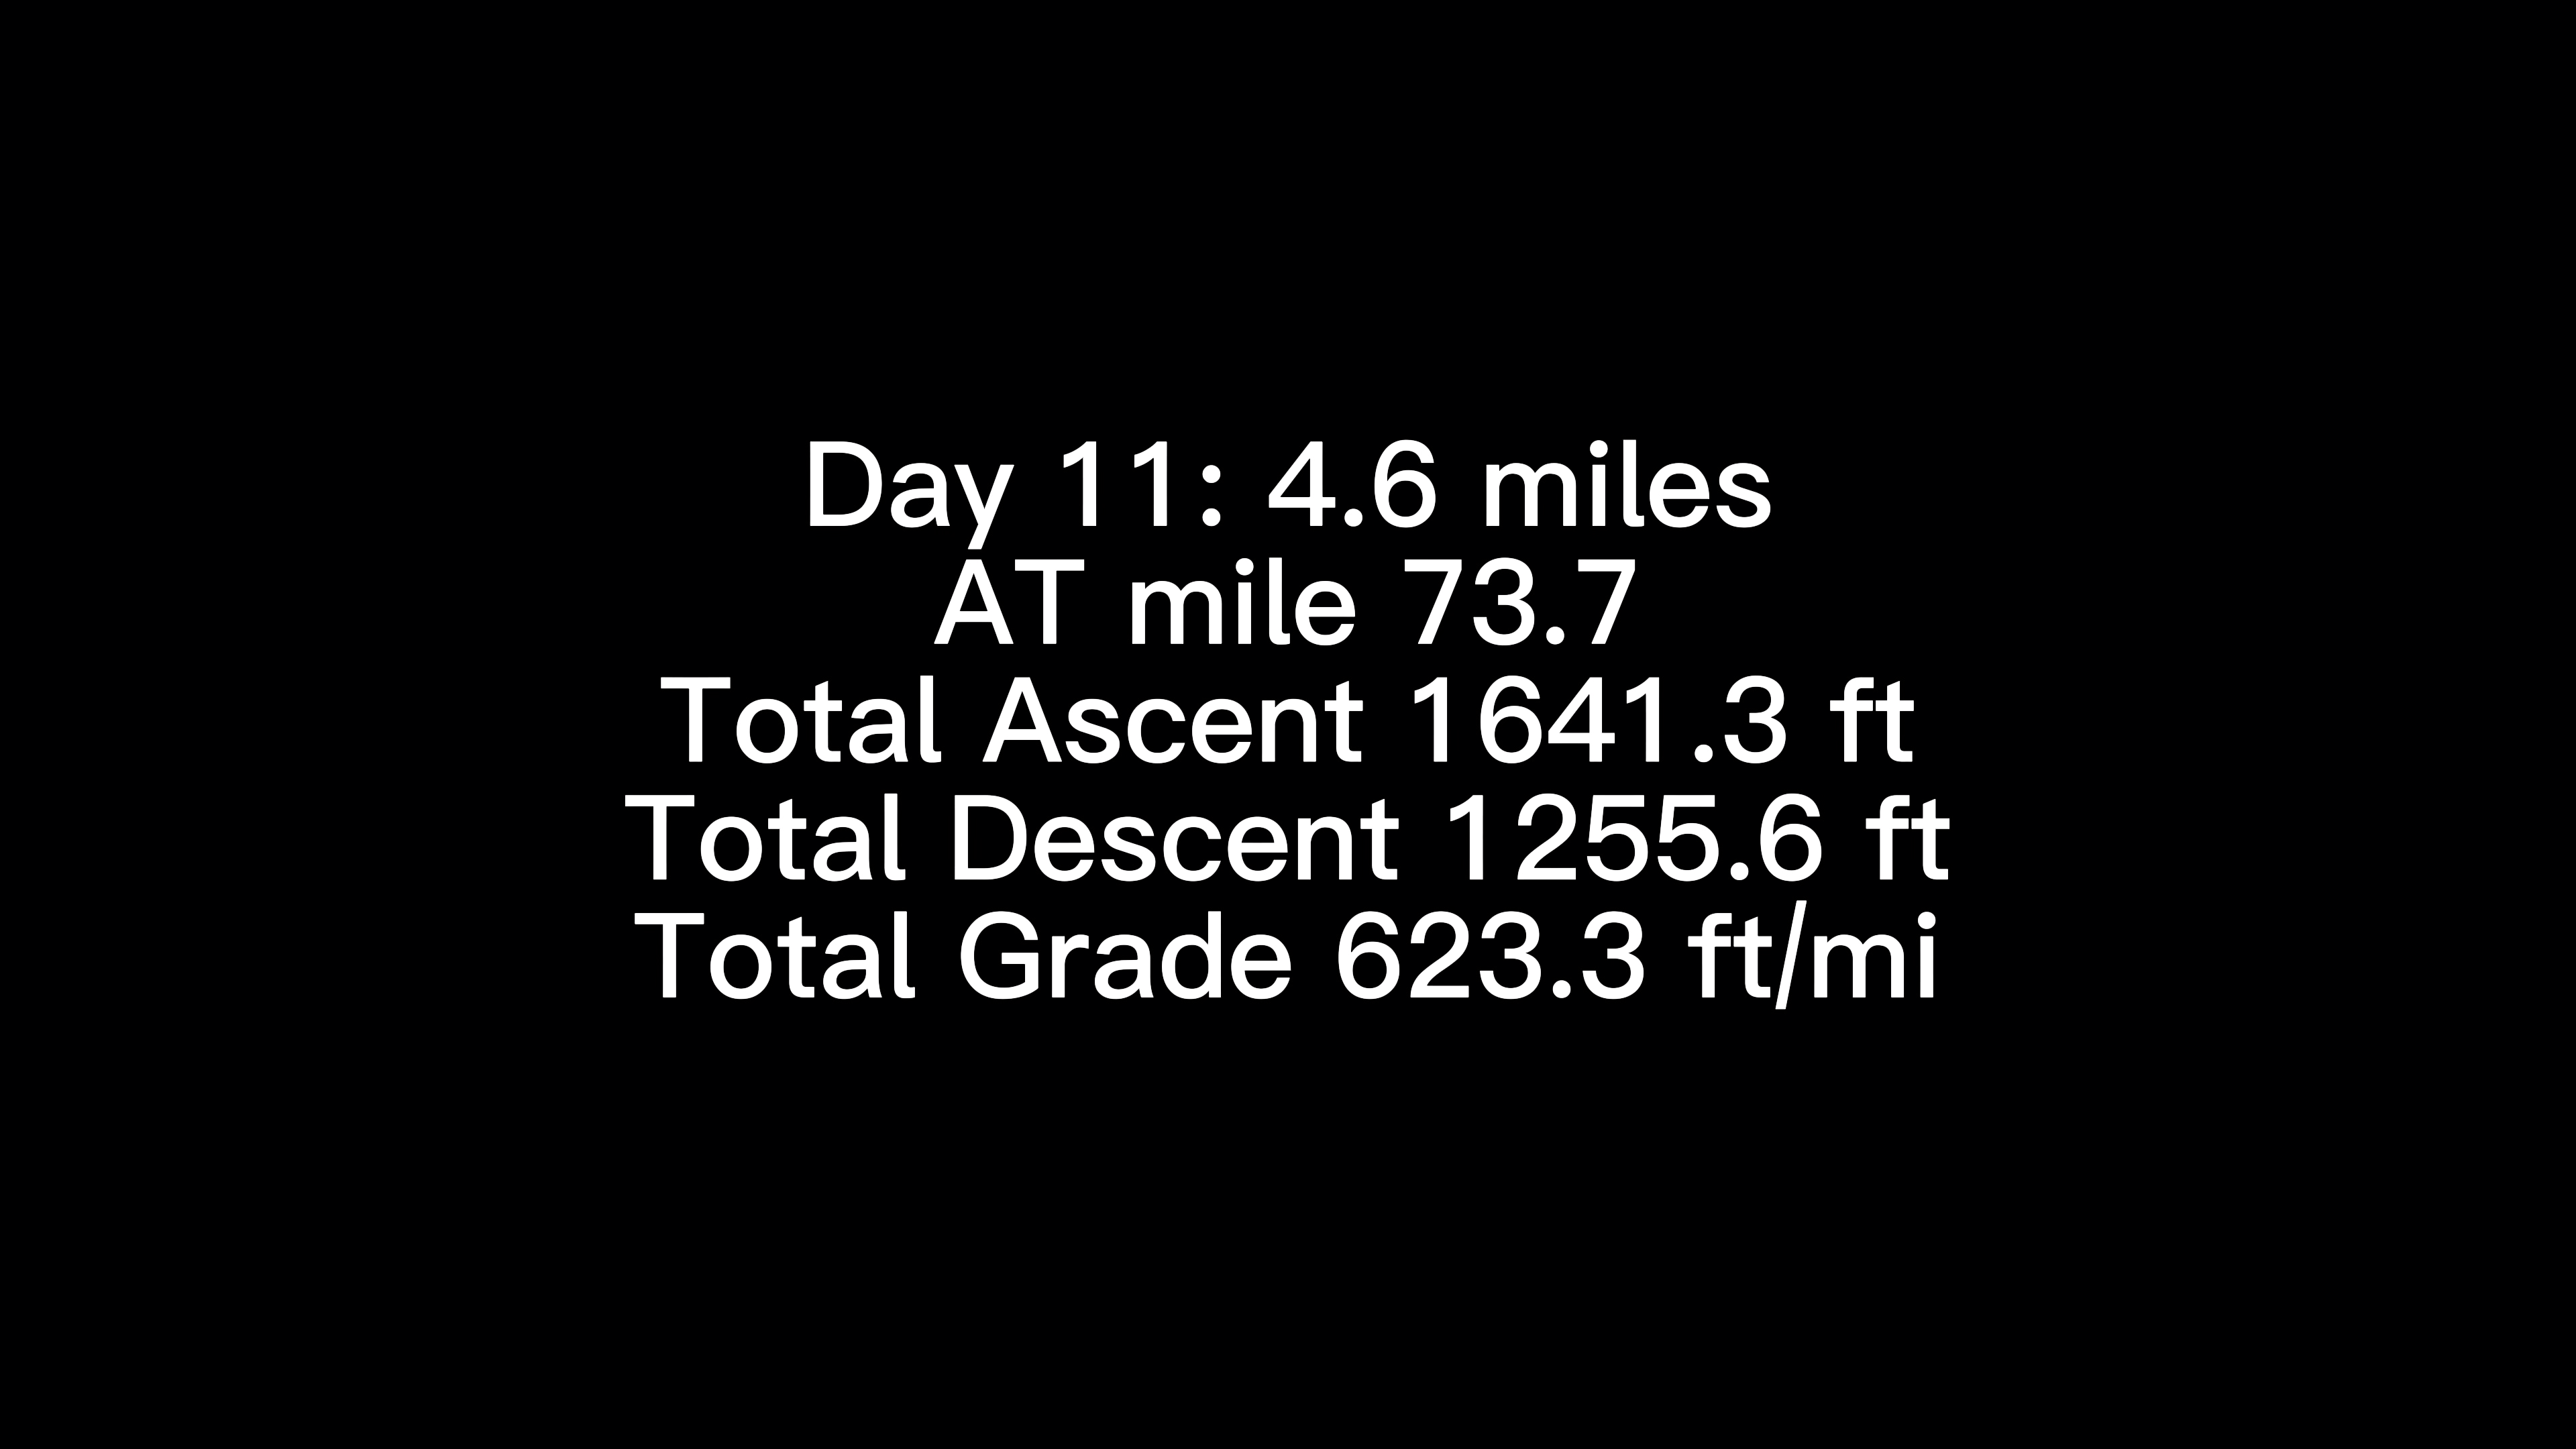 Day 11: 4.6 miles
AT mile 73.7
Total Ascent 1641.3 ft
Total Descent 1255.6 ft
Total Grade 623.3 ft/mi